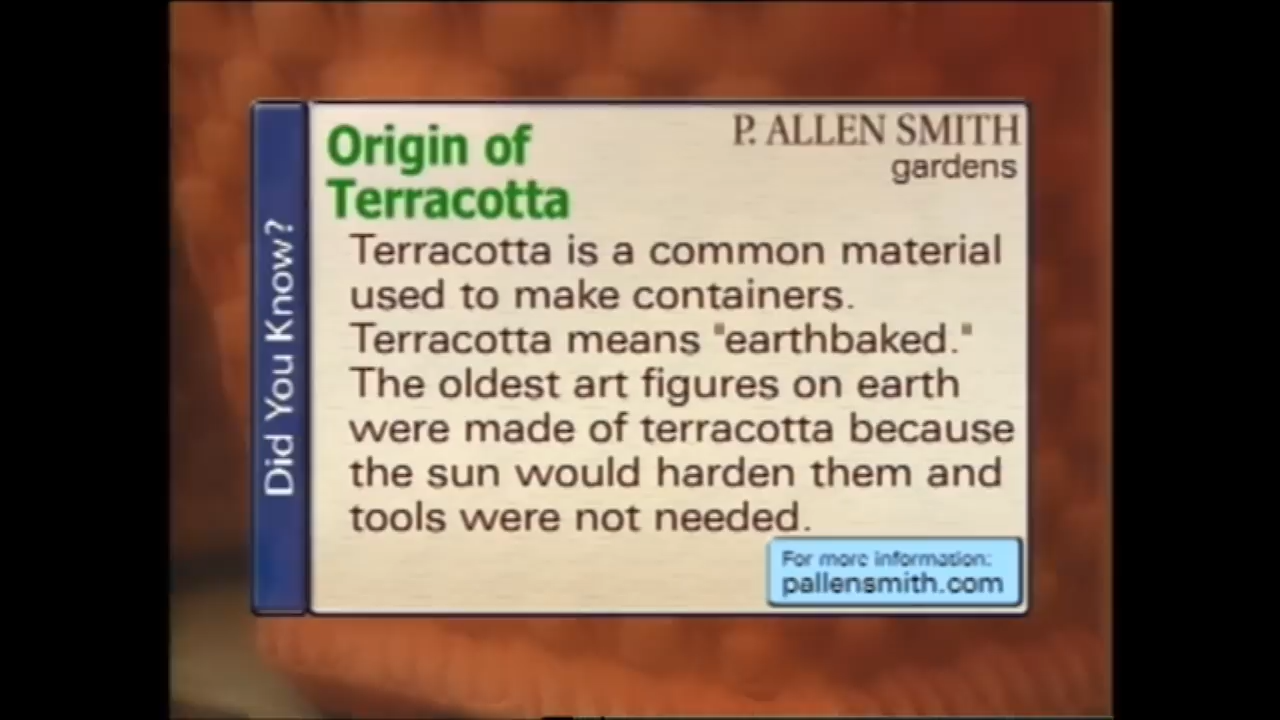 Did You Know?
P. ALLEN SMITH
gardens
Origin of
Terracotta
Terracotta is a common material
used to make containers.
Terracotta means "earthbaked."
The oldest art figures on earth
were made of terracotta because
the sun would harden them and
tools were not needed.
For more information:
pallensmith.com